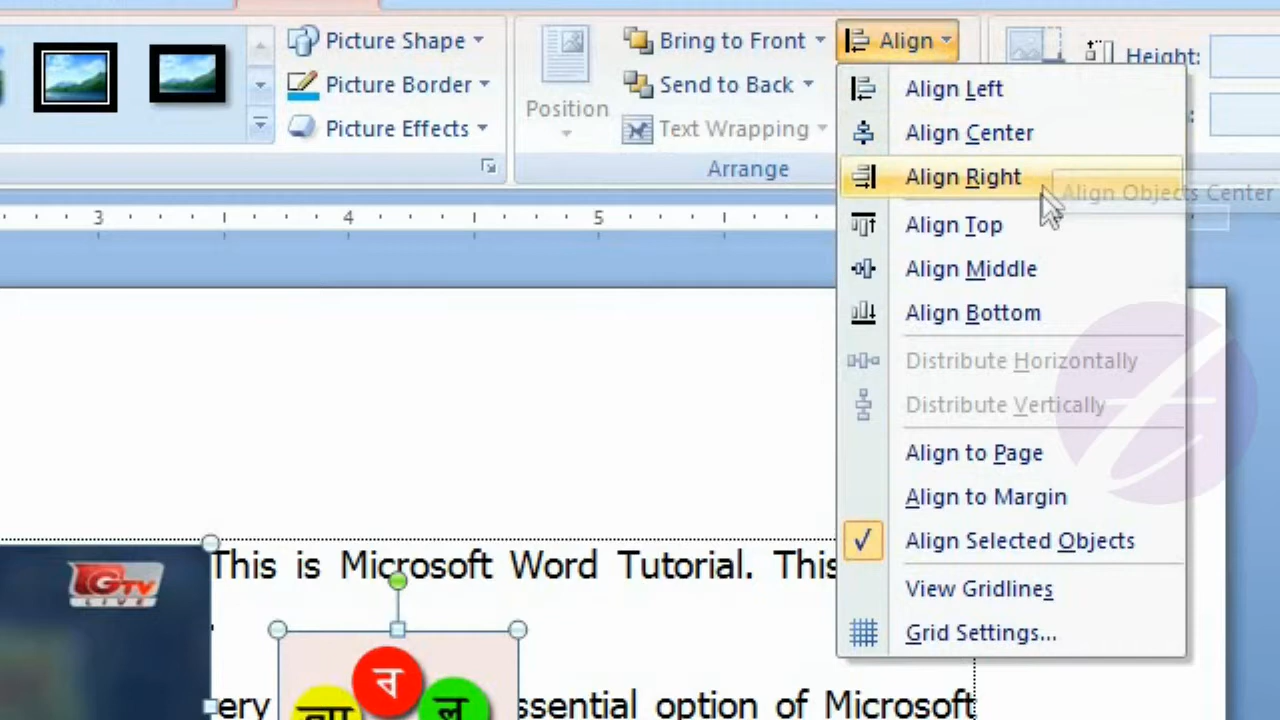 Picture Shape
Bring to Front
Align
Height:
Picture Border
Position
Send to Back
Picture Effects
Text Wrapping
Arrange
Align Left
Align Center
Align Right
Align Objects Center
Align Top
Align Middle
Align Bottom
Distribute Horizontally
Distribute Vertically
Align to Page
Align to Margin
Align Selected Objects
View Gridlines
Grid Settings...
3 4 5
GTV
LIVE
This is Microsoft Word Tutorial. This
ery ssential option of Microsoft
ব
ল